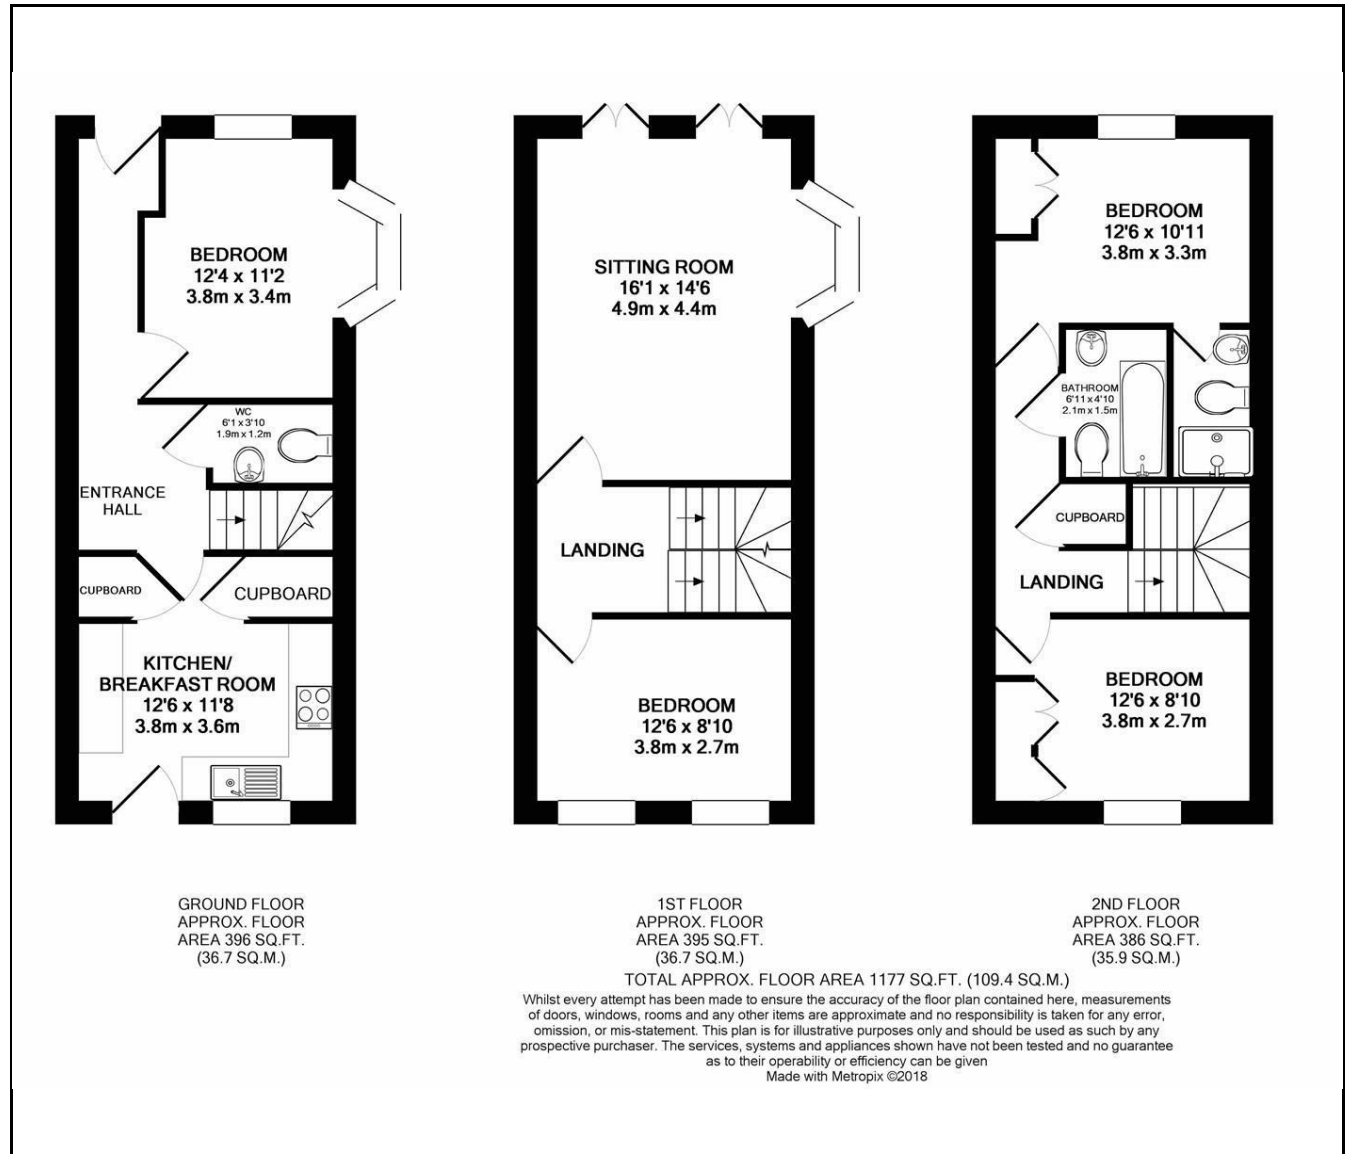 BEDROOM
12'4 x 11'2
3.8m x 3.4m
WC
6'1 x 3'10
1.9m x 1.2m
ENTRANCE
HALL
CUPBOARD
CUPBOARD
KITCHEN/
BREAKFAST ROOM
12'6 x 11'8
3.8m x 3.6m
GROUND FLOOR
APPROX. FLOOR
AREA 396 SQ.FT.
(36.7 SQ.M.)
SITTING ROOM
16'1 x 14'6
4.9m x 4.4m
LANDING
BEDROOM
12'6 x 8'10
3.8m x 2.7m
1ST FLOOR
APPROX. FLOOR
AREA 395 SQ.FT.
(36.7 SQ.M.)
BEDROOM
12'6 x 10'11
3.8m x 3.3m
BATHROOM
6'11 x 4'10
2.1m x 1.5m
CUPBOARD
LANDING
BEDROOM
12'6 x 8'10
3.8m x 2.7m
2ND FLOOR
APPROX. FLOOR
AREA 386 SQ.FT.
(35.9 SQ.M.)
TOTAL APPROX. FLOOR AREA 1177 SQ.FT. (109.4 SQ.M.)
Whilst every attempt has been made to ensure the accuracy of the floor plan contained here, measurements
of doors, windows, rooms and any other items are approximate and no responsibility is taken for any error,
omission, or mis-statement. This plan is for illustrative purposes only and should be used as such by any
prospective purchaser. The services, systems and appliances shown have not been tested and no guarantee
as to their operability or efficiency can be given
Made with Metropix ©2018